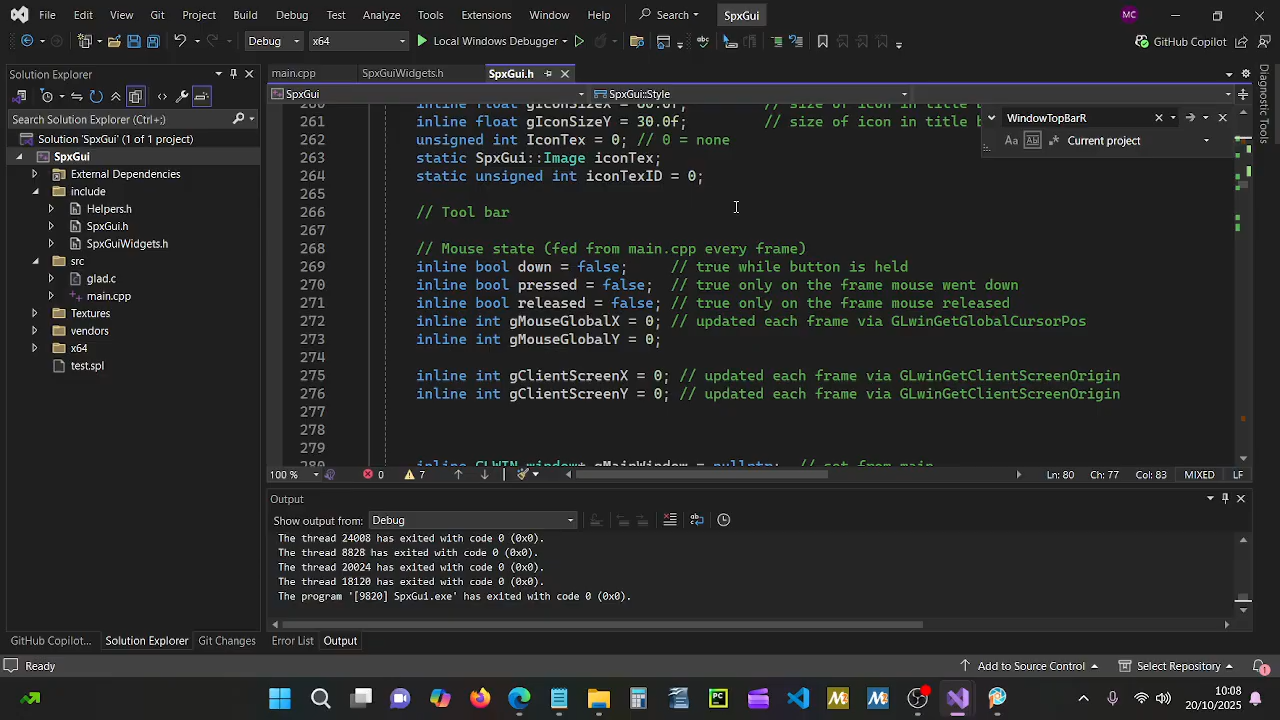 File Edit View Git Project Build Debug Test Analyze Tools Extensions Window Help Search SpxGui MC
Debug x64 Local Windows Debugger GitHub Copilot
Solution Explorer
Search Solution Explorer (Ctrl+;)
Solution 'SpxGui' (1 of 1 project)
SpxGui
External Dependencies
include
Helpers.h
SpxGui.h
SpxGuiWidgets.h
src
glad.c
main.cpp
Textures
vendors
x64
test.spl
GitHub Copilot... Solution Explorer Git Changes
main.cpp SpxGuiWidgets.h SpxGui.h
SpxGui SpxGui::Style
WindowTopBarR
Aa Current project
260 inline float gIconSizeX = 60.0f; // size of icon in title b
261 inline float gIconSizeY = 30.0f; // size of icon in title b
262 unsigned int IconTex = 0; // 0 = none
263 static SpxGui::Image iconTex;
264 static unsigned int iconTexID = 0;
265
266 // Tool bar
267
268 // Mouse state (fed from main.cpp every frame)
269 inline bool down = false; // true while button is held
270 inline bool pressed = false; // true only on the frame mouse went down
271 inline bool released = false; // true only on the frame mouse released
272 inline int gMouseGlobalX = 0; // updated each frame via GLwinGetGlobalCursorPos
273 inline int gMouseGlobalY = 0;
274
275 inline int gClientScreenX = 0; // updated each frame via GLwinGetClientScreenOrigin
276 inline int gClientScreenY = 0; // updated each frame via GLwinGetClientScreenOrigin
277
278
279
280 inline GLWIN_window* gMainWindow = nullptr; // set from main
100 % 0 7 Ln: 80 Ch: 77 Col: 83 MIXED LF
Output
Show output from: Debug
The thread 24008 has exited with code 0 (0x0).
The thread 8828 has exited with code 0 (0x0).
The thread 20024 has exited with code 0 (0x0).
The thread 18120 has exited with code 0 (0x0).
The program '[9820] SpxGui.exe' has exited with code 0 (0x0).
Error List Output
Diagnostic Tools
Ready Add to Source Control Select Repository 1
10:08
20/10/2025